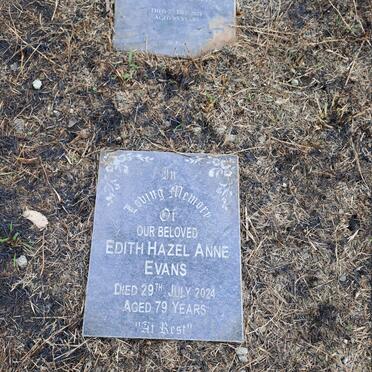 In
Loving Memory
Of
OUR BELOVED
EDITH HAZEL ANNE
EVANS
DIED 29TH JULY 2024
AGED 79 YEARS
"At Rest"